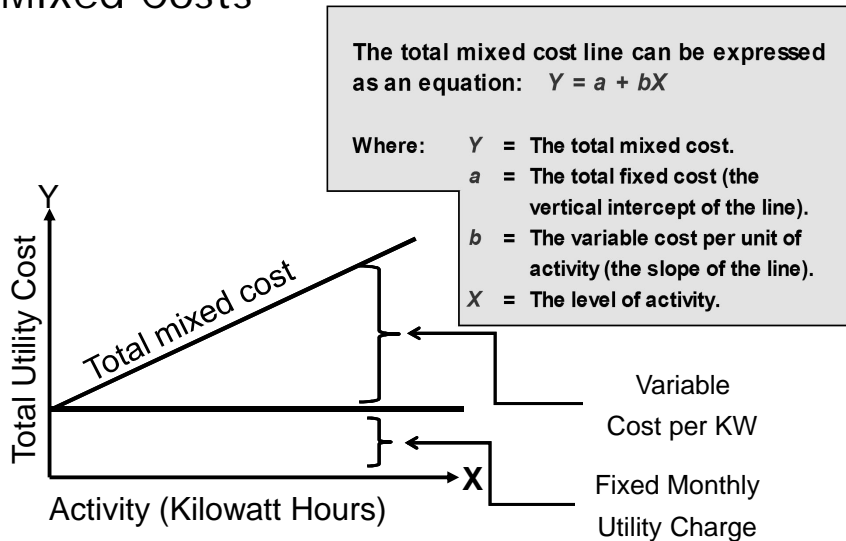 Mixed Costs
The total mixed cost line can be expressed
as an equation: Y = a + bX
Where: Y = The total mixed cost.
a = The total fixed cost (the
vertical intercept of the line).
b = The variable cost per unit of
activity (the slope of the line).
X = The level of activity.
Y
Total Utility Cost
Total mixed cost
Variable
Cost per KW
X
Activity (Kilowatt Hours)
Fixed Monthly
Utility Charge